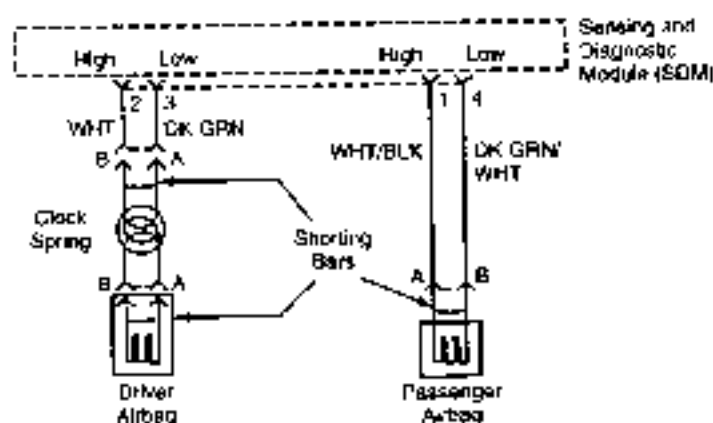 Sensing and
Diagnostic
Module (SDM)
High Low
High Low
2 3
1 4
WHT DK GRN
WHT/BLK
DK GRN/
WHT
B A
Clock
Spring
Shorting
Bars
B A
A B
Driver
Airbag
Passenger
Airbag